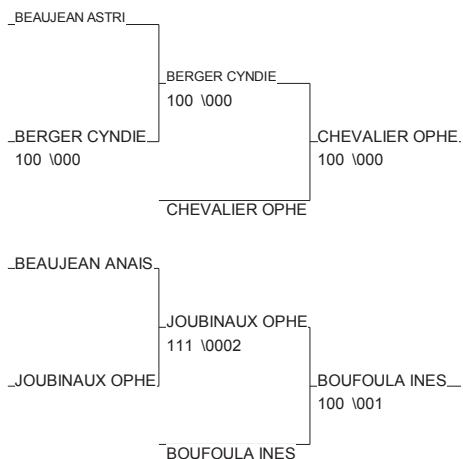 BEAUJEAN ASTRI
BERGER CYNDIE
100 \000
BERGER CYNDIE
100 \000
CHEVALIER OPHE
100 \000
CHEVALIER OPHE
BEAUJEAN ANAIS
JOUBINAUX OPHE
111 \0002
JOUBINAUX OPHE
BOUFOULA INES
100 \001
BOUFOULA INES